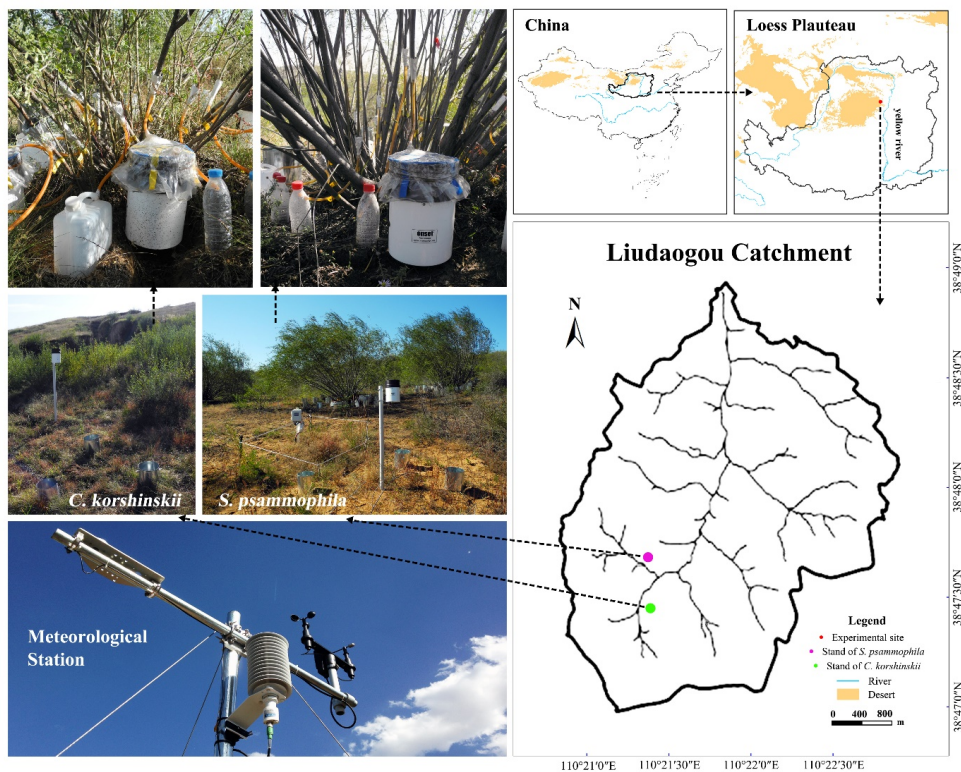 China
Loess Plauteau
yellow river
ensel
C. korshinskii
S. psammophila
Meteorological
Station
Liudaogou Catchment
N
Legend
Experimental site
Stand of S. psammophila
Stand of C. korshinskii
River
Desert
0 400 800
m
38°49'0"N
38°48'30"N
38°48'0"N
38°47'30"N
38°47'0"N
110°21'0"E 110°21'30"E 110°22'0"E 110°22'30"E